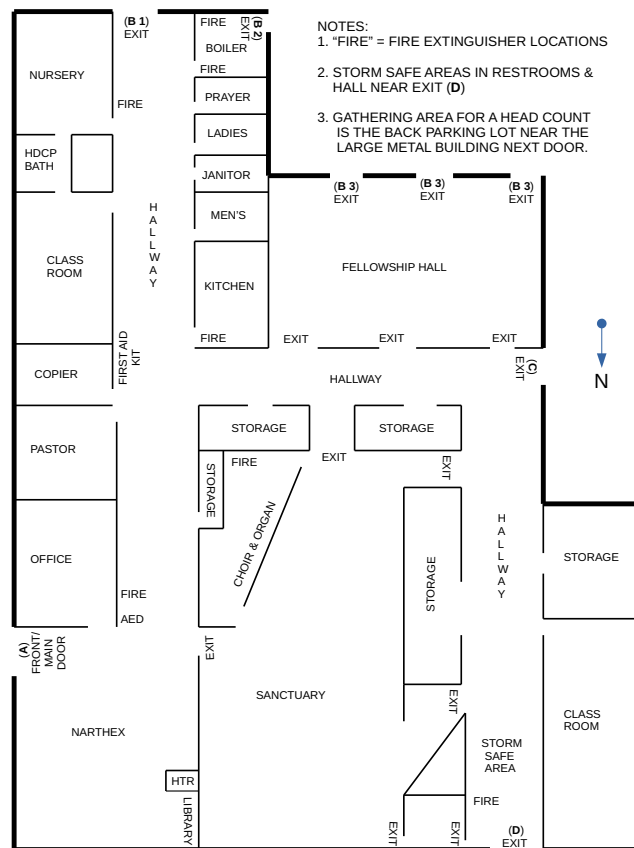 (B 1)
EXIT
FIRE
(B 2)
EXIT
BOILER
FIRE
NOTES:
1. “FIRE” = FIRE EXTINGUISHER LOCATIONS
2. STORM SAFE AREAS IN RESTROOMS &
HALL NEAR EXIT (D)
3. GATHERING AREA FOR A HEAD COUNT
IS THE BACK PARKING LOT NEAR THE
LARGE METAL BUILDING NEXT DOOR.
NURSERY
FIRE
PRAYER
LADIES
HDCP
BATH
JANITOR
(B 3)
EXIT
(B 3)
EXIT
(B 3)
EXIT
HALLWAY
MEN'S
CLASS
ROOM
KITCHEN
FELLOWSHIP HALL
FIRE
EXIT
EXIT
EXIT
N
FIRST AID
KIT
COPIER
HALLWAY
(C)
EXIT
STORAGE
STORAGE
PASTOR
FIRE
EXIT
EXIT
STORAGE
CHOIR & ORGAN
HALLWAY
OFFICE
STORAGE
STORAGE
FIRE
AED
(A)
FRONT/
MAIN
DOOR
EXIT
SANCTUARY
EXIT
CLASS
ROOM
NARTHEX
STORM
SAFE
AREA
HTR
LIBRARY
FIRE
EXIT
EXIT
(D)
EXIT